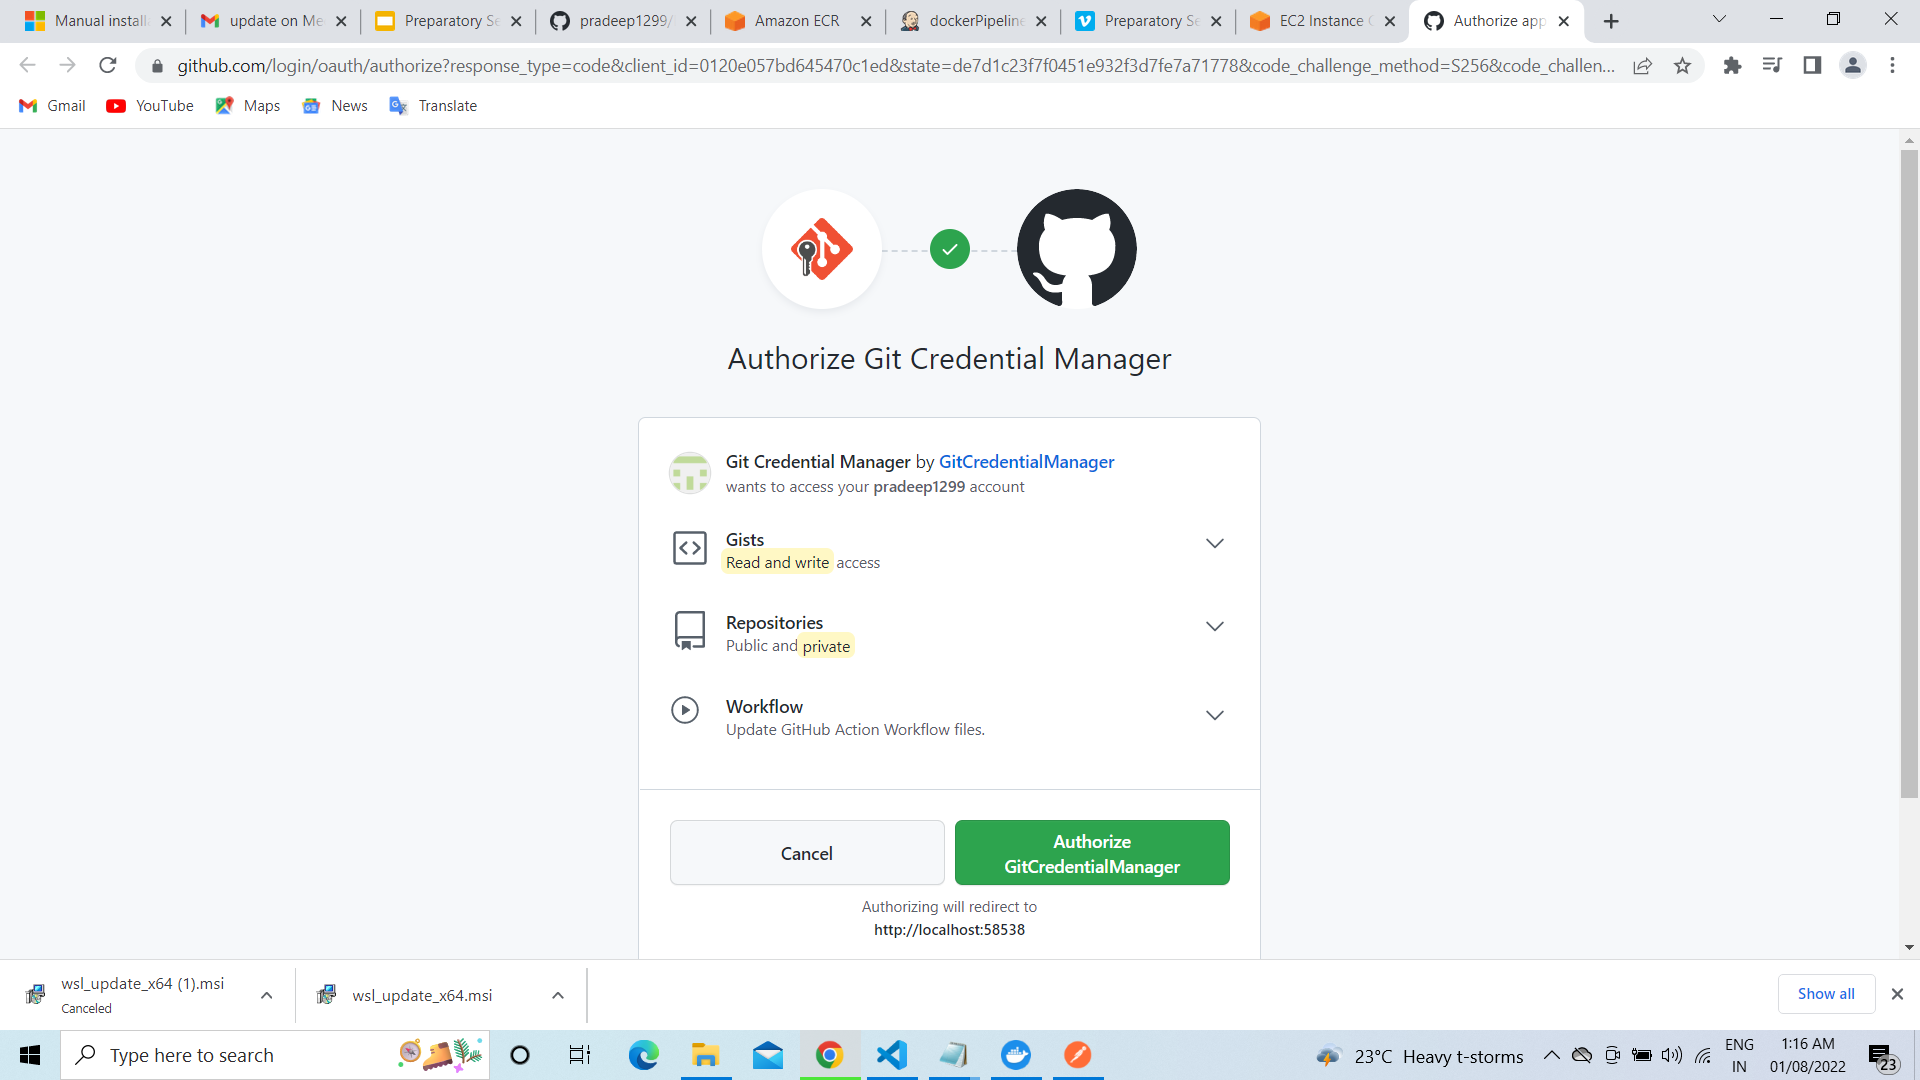 Manual install
update on Me
Preparatory Se
pradeep1299/
Amazon ECR
dockerPipeline
Preparatory Se
EC2 Instance C
Authorize app
github.com/login/oauth/authorize?response_type=code&client_id=0120e057bd645470c1ed&state=de7d1c23f7f0451e932f3d7fe7a71778&code_challenge_method=S256&code_challen...
Gmail
YouTube
Maps
News
Translate
Authorize Git Credential Manager
Git Credential Manager by GitCredentialManager
wants to access your pradeep1299 account
Gists
Read and write access
Repositories
Public and private
Workflow
Update GitHub Action Workflow files.
Cancel
Authorize
GitCredentialManager
Authorizing will redirect to
http://localhost:58538
wsl_update_x64 (1).msi
Canceled
wsl_update_x64.msi
Show all
Type here to search
23°C Heavy t-storms
ENG
IN
1:16 AM
01/08/2022
23